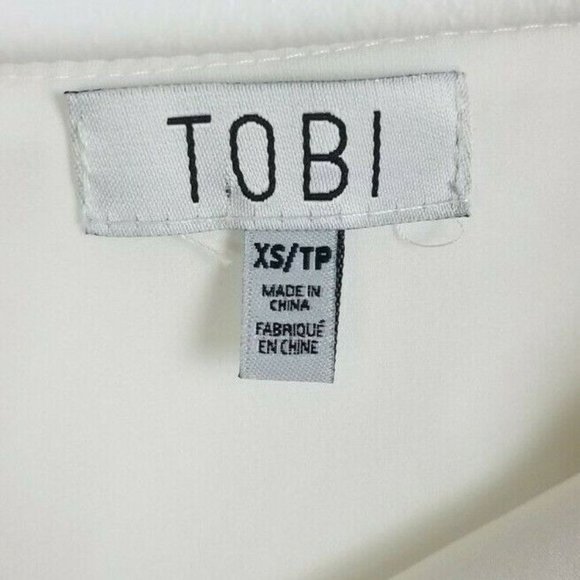 TOBI
XS/TP
MADE IN
CHINA
FABRIQUÉ
EN CHINE